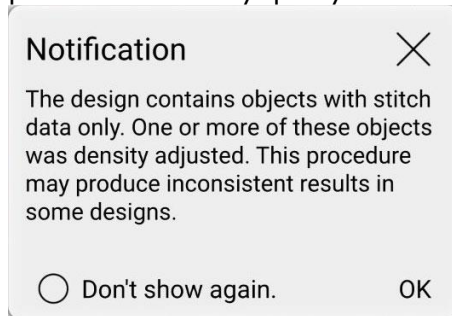 Notification
The design contains objects with stitch
data only. One or more of these objects
was density adjusted. This procedure
may produce inconsistent results in
some designs.
Don't show again.    OK